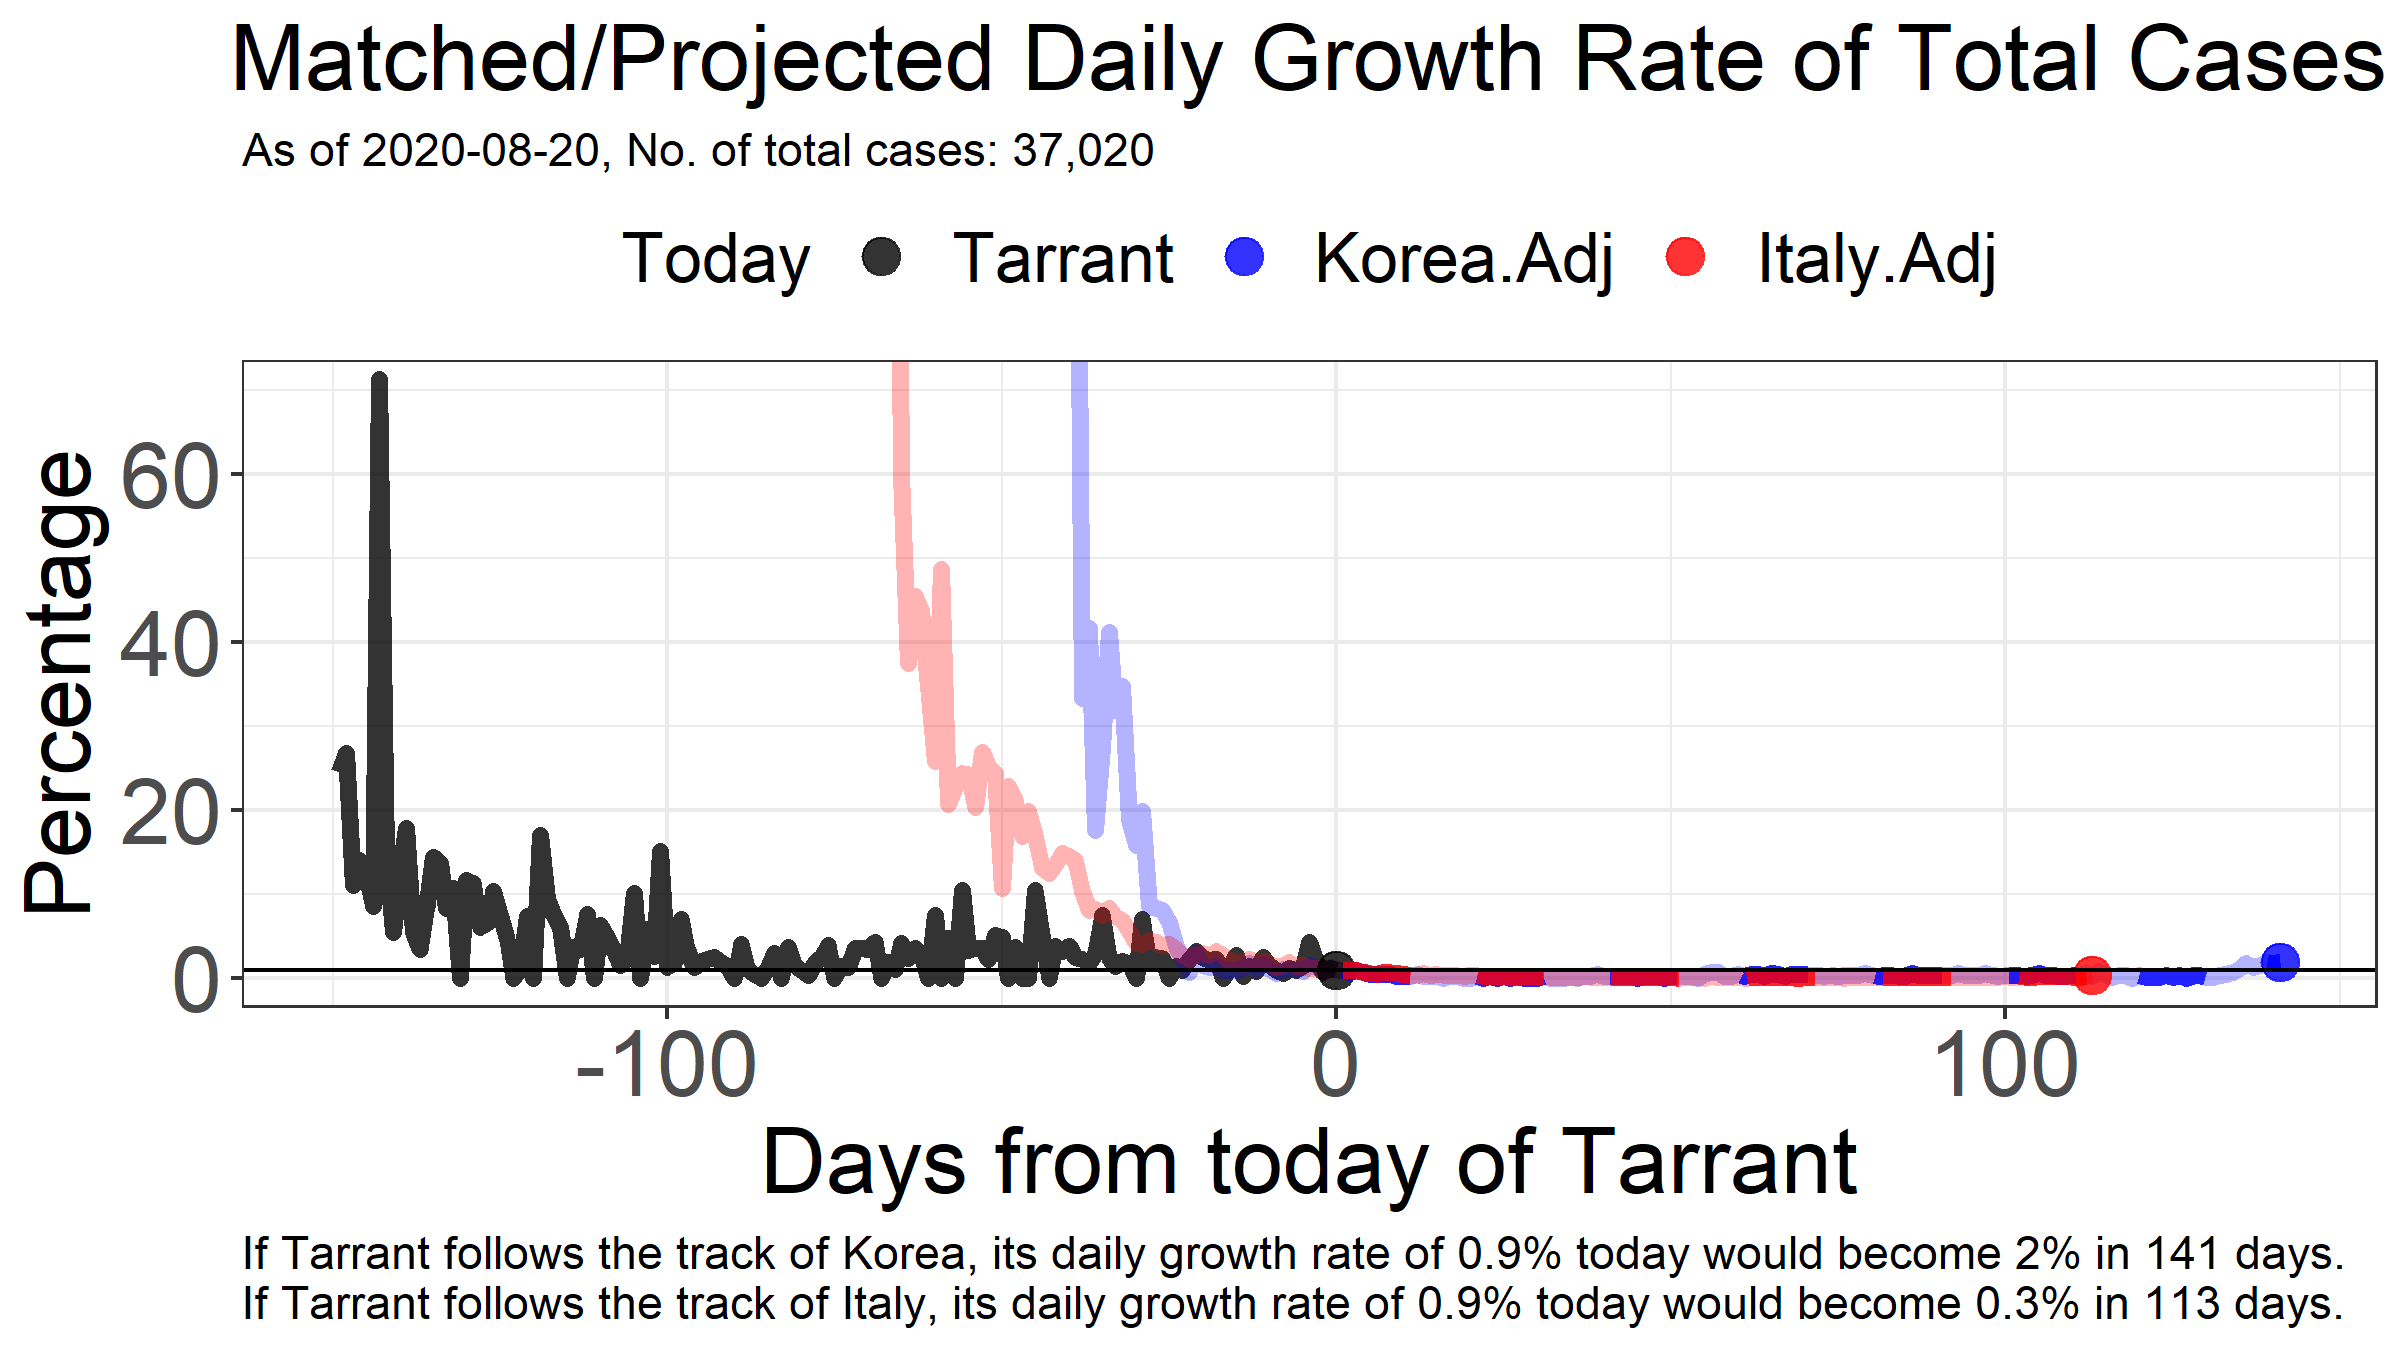 Matched/Projected Daily Growth Rate of Total Cases
As of 2020-08-20, No. of total cases: 37,020
Today Tarrant Korea.Adj Italy.Adj
Percentage
60
40
20
0
-100 0 100
Days from today of Tarrant
If Tarrant follows the track of Korea, its daily growth rate of 0.9% today would become 2% in 141 days.
If Tarrant follows the track of Italy, its daily growth rate of 0.9% today would become 0.3% in 113 days.